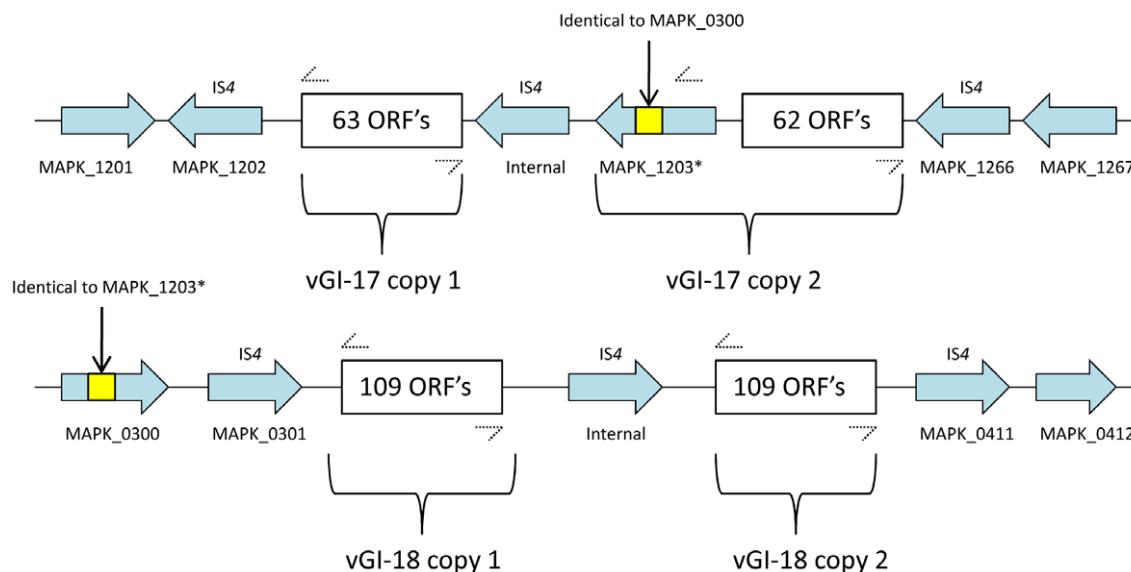 Identical to MAPK_0300
IS4
IS4
63 ORF's
62 ORF's
MAPK_1201
MAPK_1202
Internal
MAPK_1203*
MAPK_1266
MAPK_1267
vGI-17 copy 1
vGI-17 copy 2
Identical to MAPK_1203*
IS4
IS4
IS4
109 ORF's
109 ORF's
MAPK_0300
MAPK_0301
Internal
MAPK_0411
MAPK_0412
vGI-18 copy 1
vGI-18 copy 2